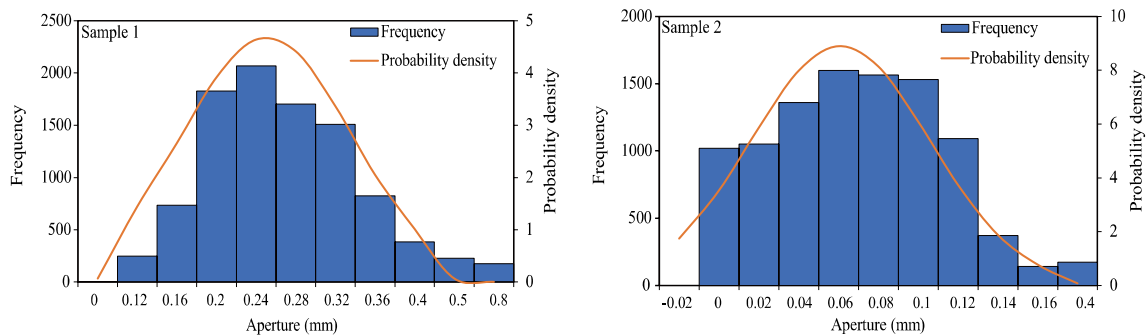 Sample 1
Frequency
Probability density
2500
2000
1500
1000
500
0
5
4
3
2
1
0
Frequency
Probability density
0 0.12 0.16 0.2 0.24 0.28 0.32 0.36 0.4 0.5 0.8
Aperture (mm)
Sample 2
Frequency
Probability density
2000
1500
1000
500
0
10
8
6
4
2
0
Frequency
Probability density
-0.02 0 0.02 0.04 0.06 0.08 0.1 0.12 0.14 0.16 0.4
Aperture (mm)